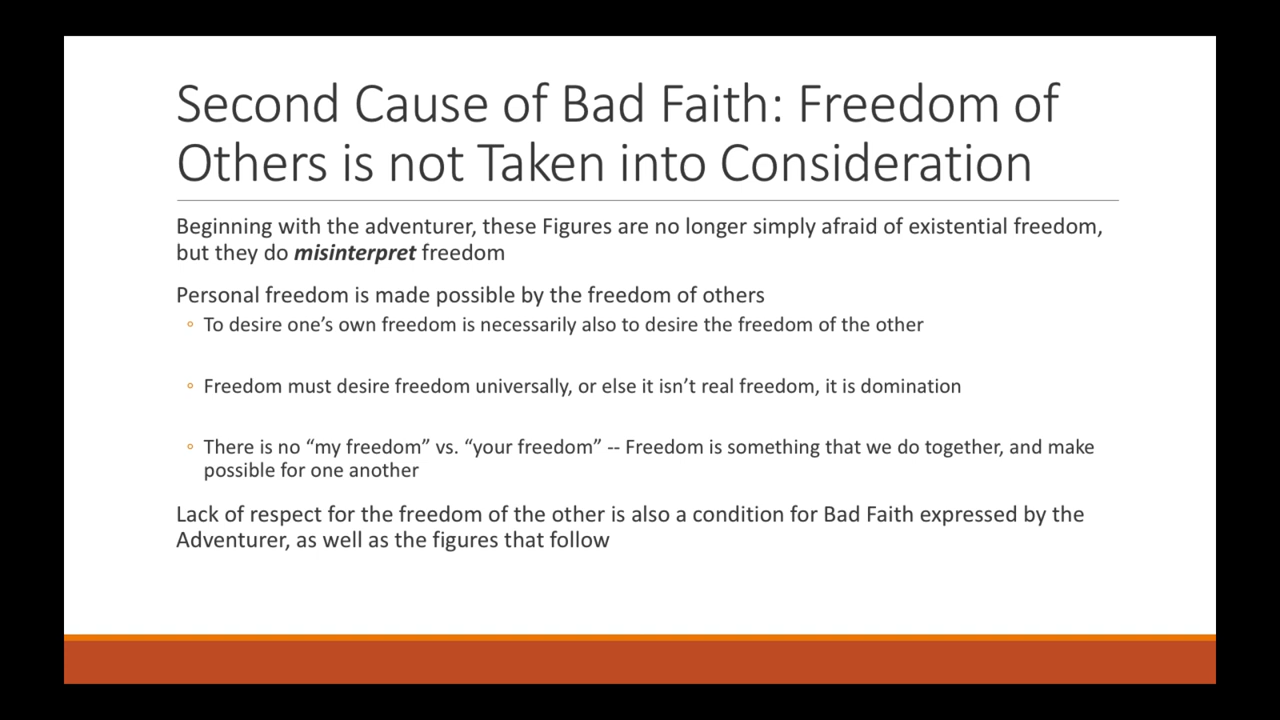 Second Cause of Bad Faith: Freedom of
Others is not Taken into Consideration
Beginning with the adventurer, these Figures are no longer simply afraid of existential freedom,
but they do misinterpret freedom
Personal freedom is made possible by the freedom of others
◦ To desire one’s own freedom is necessarily also to desire the freedom of the other
◦ Freedom must desire freedom universally, or else it isn’t real freedom, it is domination
◦ There is no “my freedom” vs. “your freedom” -- Freedom is something that we do together, and make
possible for one another
Lack of respect for the freedom of the other is also a condition for Bad Faith expressed by the
Adventurer, as well as the figures that follow